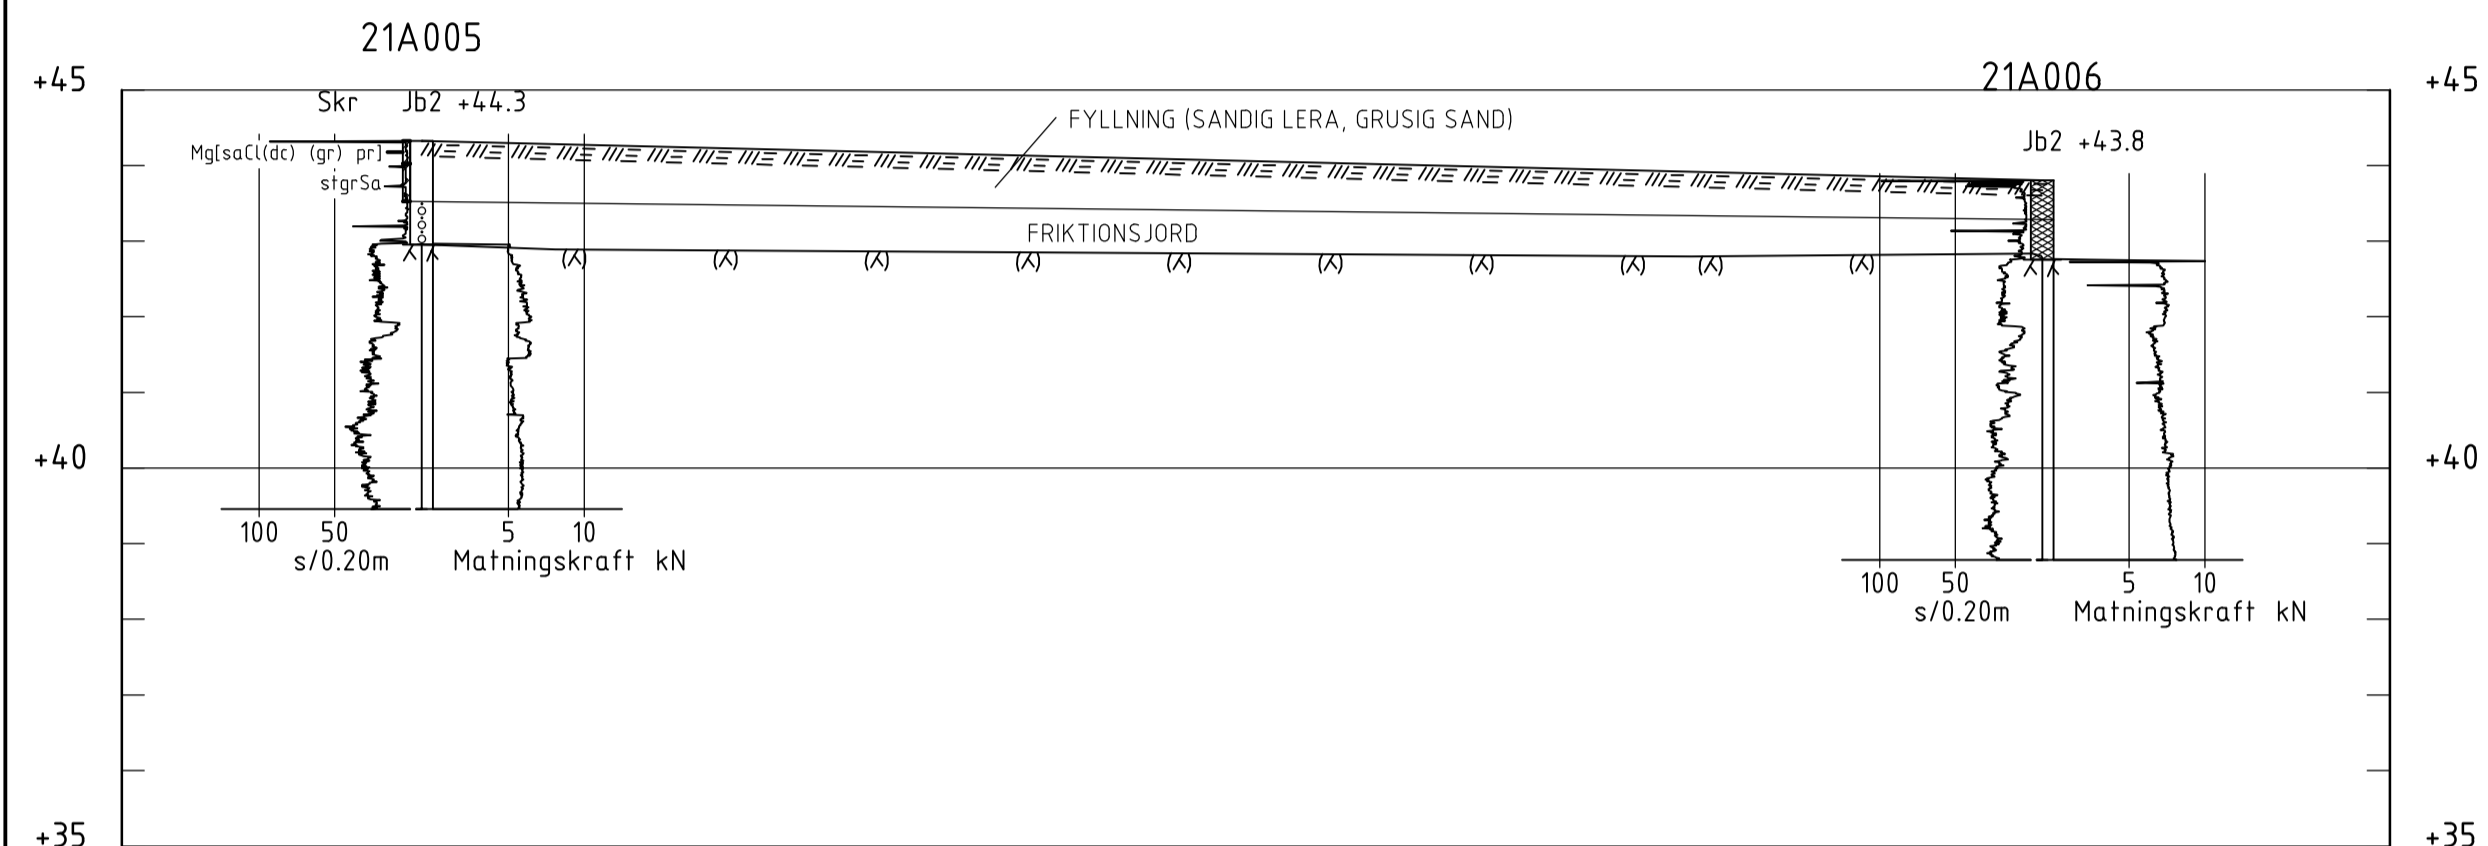 21A005
21A006
+45
+45
Skr Jb2 +44.3
FYLLNING (SANDIG LERA, GRUSIG SAND)
Jb2 +43.8
Mg[saCl(dc) (gr) pr]
stgrSa
FRIKTIONSJORD
(⅄) (⅄) (⅄) (⅄) (⅄) (⅄) (⅄) (⅄) (⅄) (⅄)
+40
+40
100 50 5 10
s/0.20m Matningskraft kN
100 50 5 10
s/0.20m Matningskraft kN
+35
+35